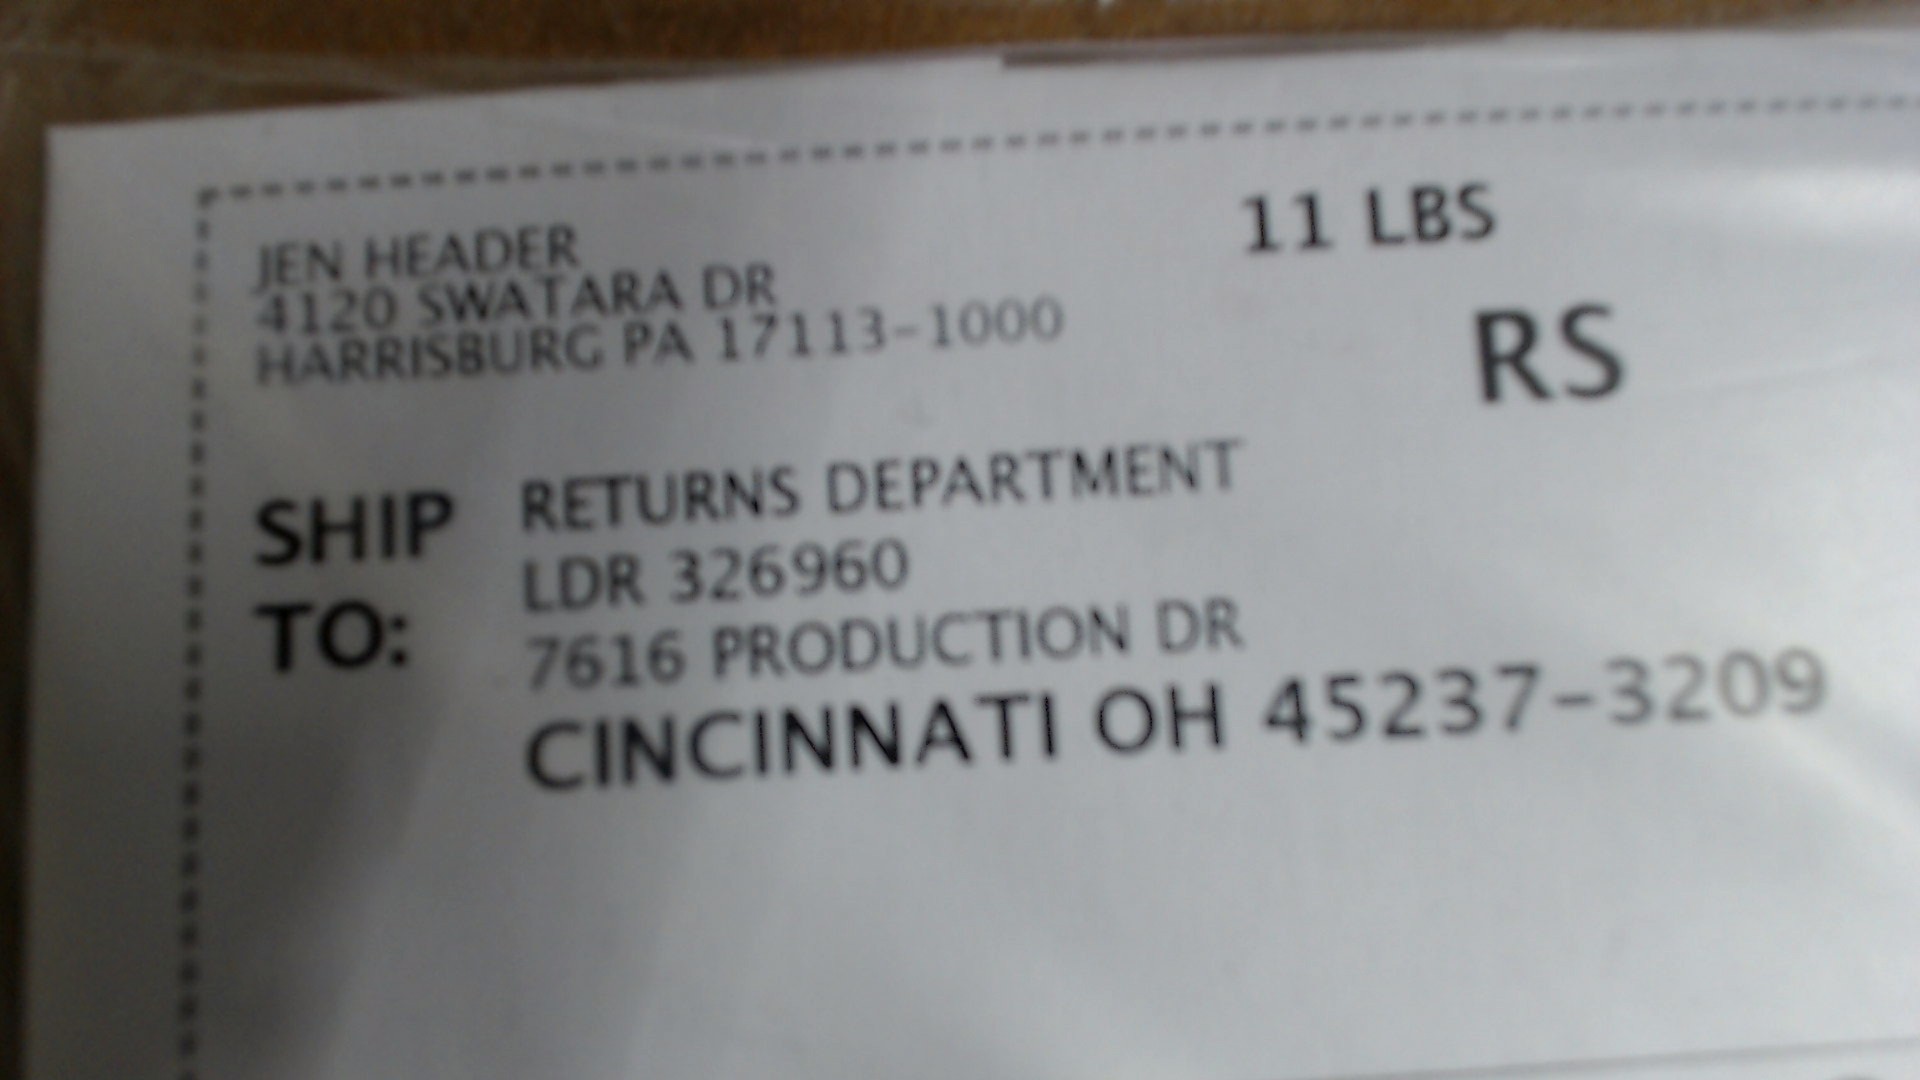 JEN HEADER
4120 SWATARA DR
HARRISBURG PA 17113-1000
11 LBS
RS
SHIP TO:
RETURNS DEPARTMENT
LDR 326960
7616 PRODUCTION DR
CINCINNATI OH 45237-3209